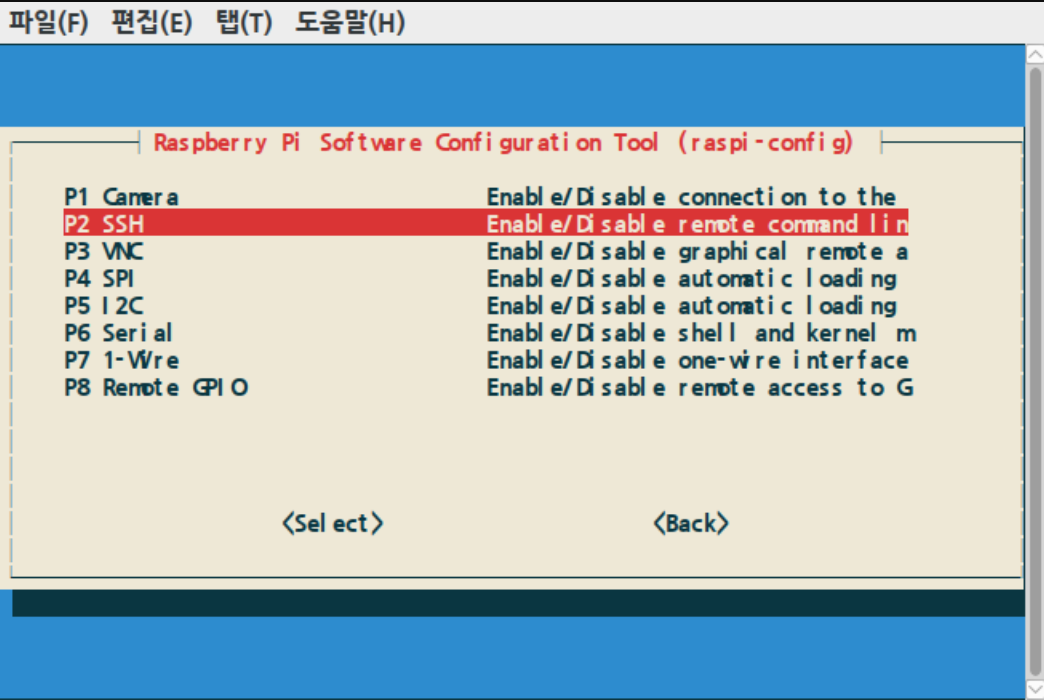 파일(F) 편집(E) 탭(T) 도움말(H)
Raspberry Pi Software Configuration Tool (raspi-config)
P1 Camera Enable/Disable connection to the
P2 SSH Enable/Disable remote command lin
P3 VNC Enable/Disable graphical remote a
P4 SPI Enable/Disable automatic loading
P5 I2C Enable/Disable automatic loading
P6 Serial Enable/Disable shell and kernel m
P7 1-Wire Enable/Disable one-wire interface
P8 Remote GPIO Enable/Disable remote access to G
<Select> <Back>